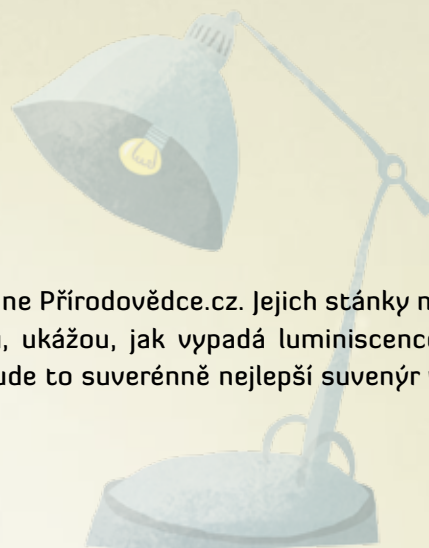 ne Přírodovědce.cz. Jejich stánky n
, ukážou, jak vypadá luminiscenc
ude to suverénně nejlepší suvenýr